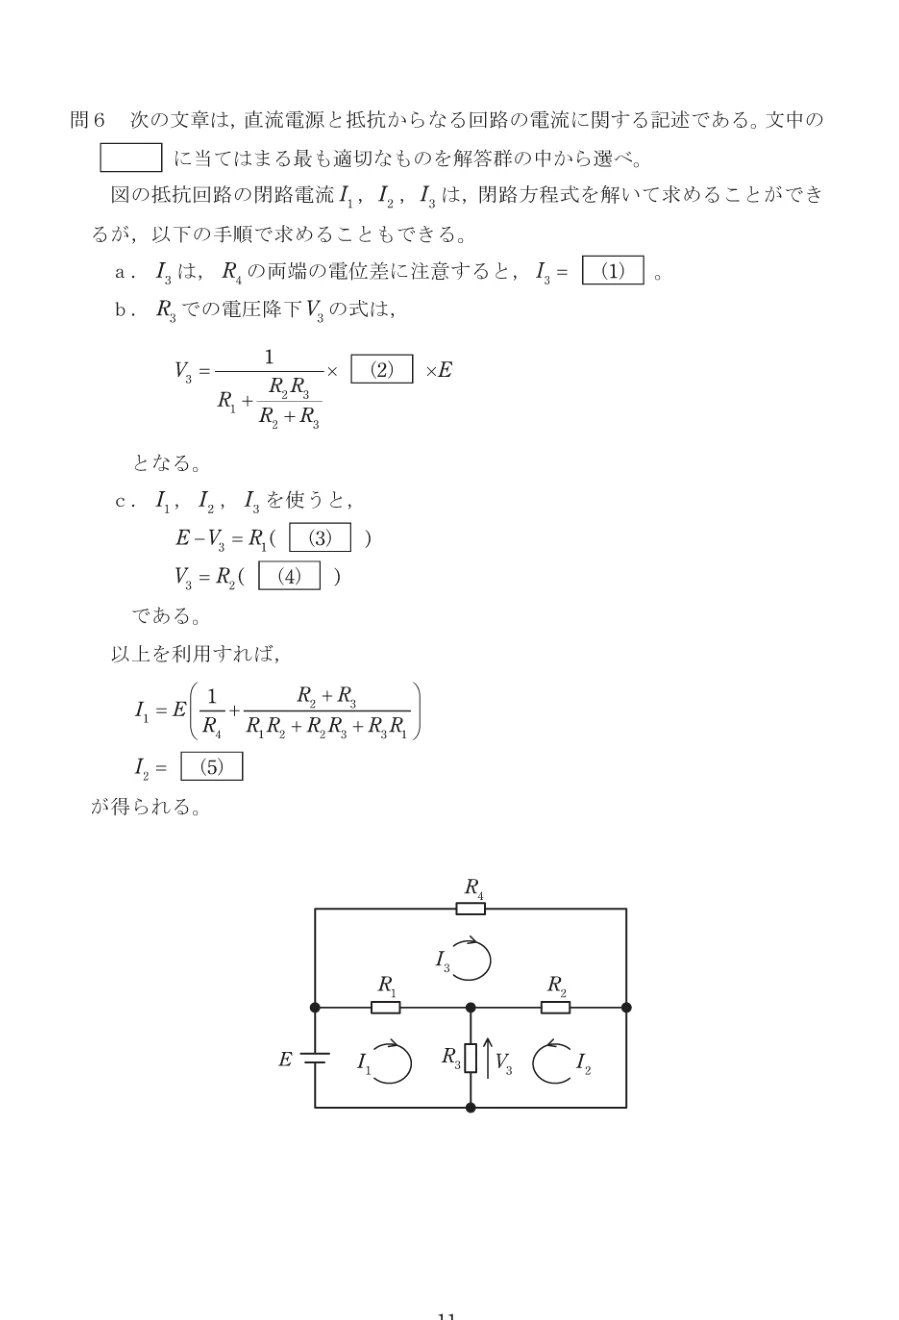 問6 次の文章は,直流電源と抵抗からなる回路の電流に関する記述である。文中の
に当てはまる最も適切なものを解答群の中から選べ。
図の抵抗回路の閉路電流 I₁, I₂, I₃ は,閉路方程式を解いて求めることができ
るが,以下の手順で求めることもできる。
a. I₃ は, R₄ の両端の電位差に注意すると, I₃ = (1) 。
b. R₃ での電圧降下 V₃ の式は,
V₃ = 1 / (R₁ + R₂R₃ / (R₂ + R₃)) × (2) ×E
となる。
c. I₁, I₂, I₃ を使うと,
E − V₃ = R₁( (3) )
V₃ = R₂( (4) )
である。
以上を利用すれば,
I₁ = E( 1/R₄ + (R₂ + R₃) / (R₁R₂ + R₂R₃ + R₃R₁) )
I₂ = (5)
が得られる。
R₄
I₃
R₁ R₂
E I₁ R₃ V₃ I₂
11